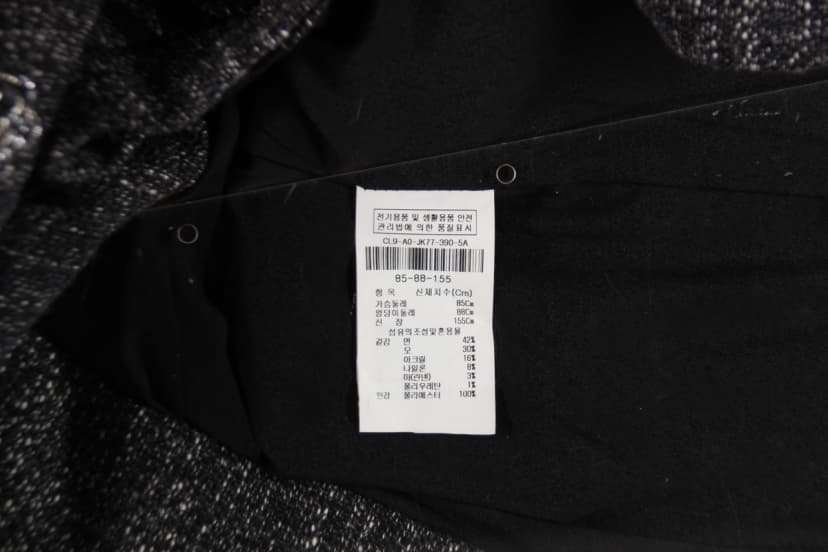 전기용품 및 생활용품 안전
관리법에 의한 품질표시
CL9-A0-JK77-390-5A
85-88-155
항 목 신체치수(Cm)
가슴둘레 85Cm
엉덩이둘레 88Cm
신 장 155Cm
섬유의조성및혼용율
겉감 면 42%
모 30%
아크릴 16%
나일론 8%
마(린넨) 3%
폴리우레탄 1%
안감 폴리에스터 100%